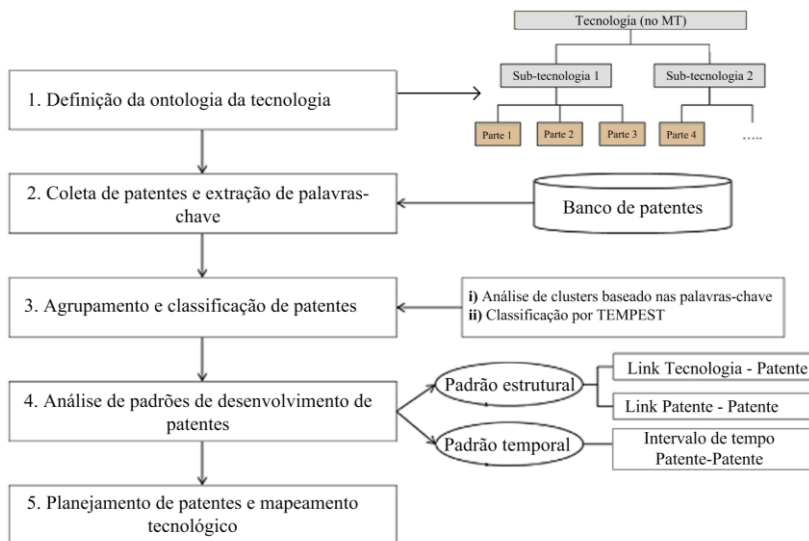 Tecnologia (no MT)
Sub-tecnologia 1
Sub-tecnologia 2
Parte 1
Parte 2
Parte 3
Parte 4
.....
1. Definição da ontologia da tecnologia
2. Coleta de patentes e extração de palavras-
chave
Banco de patentes
3. Agrupamento e classificação de patentes
i) Análise de clusters baseado nas palavras-chave
ii) Classificação por TEMPEST
4. Análise de padrões de desenvolvimento de
patentes
Padrão estrutural
Link Tecnologia - Patente
Link Patente - Patente
Padrão temporal
Intervalo de tempo
Patente-Patente
5. Planejamento de patentes e mapeamento
tecnológico